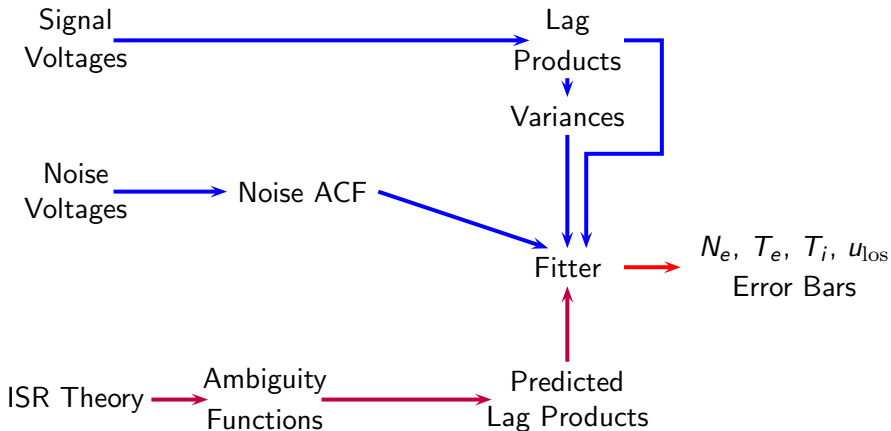 Signal
Voltages
Lag
Products
Variances
Noise
Voltages
Noise ACF
Fitter
N_e, T_e, T_i, u_los
Error Bars
ISR Theory
Ambiguity
Functions
Predicted
Lag Products